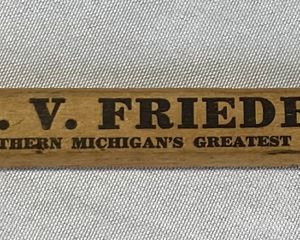 . V. FRIEDE
THERN MICHIGAN'S GREATEST